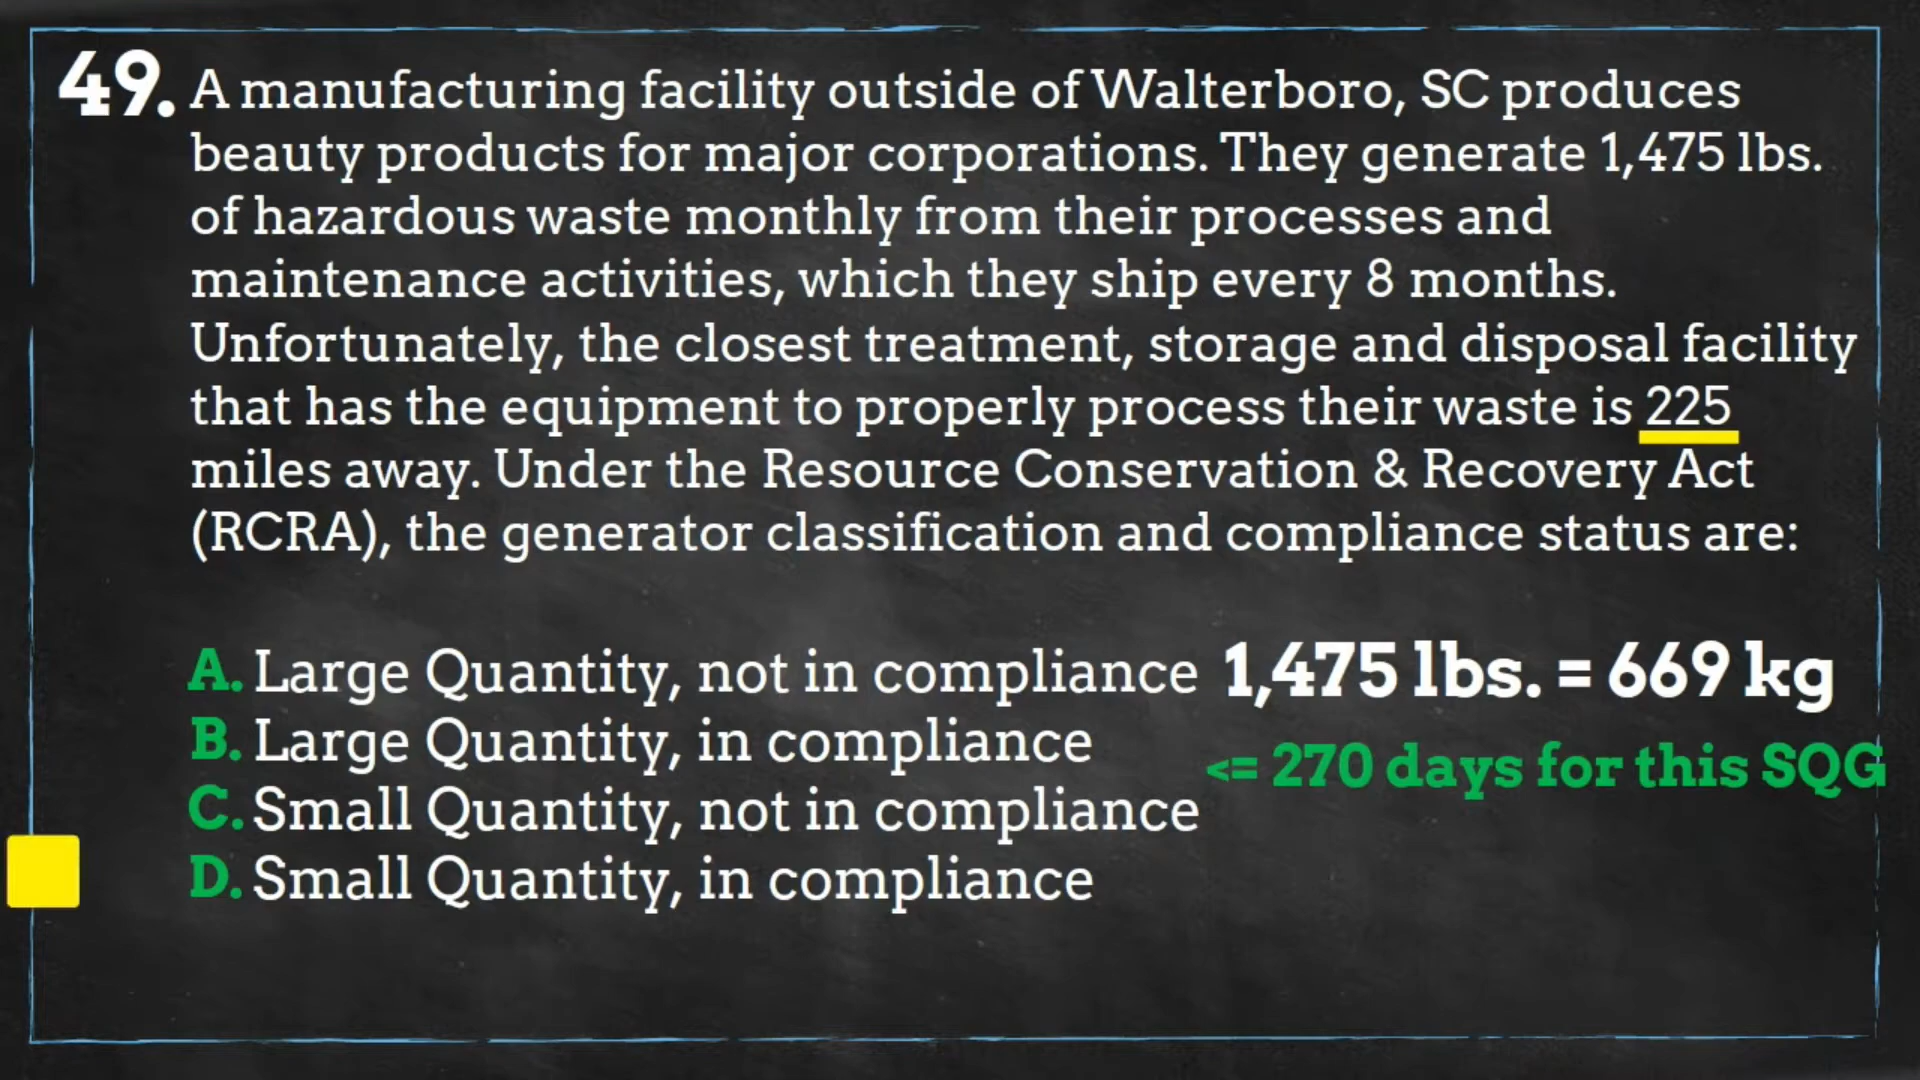 49. A manufacturing facility outside of Walterboro, SC produces
beauty products for major corporations. They generate 1,475 lbs.
of hazardous waste monthly from their processes and
maintenance activities, which they ship every 8 months.
Unfortunately, the closest treatment, storage and disposal facility
that has the equipment to properly process their waste is 225
miles away. Under the Resource Conservation & Recovery Act
(RCRA), the generator classification and compliance status are:
A. Large Quantity, not in compliance
1,475 lbs. = 669 kg
B. Large Quantity, in compliance
<= 270 days for this SQG
C. Small Quantity, not in compliance
D. Small Quantity, in compliance